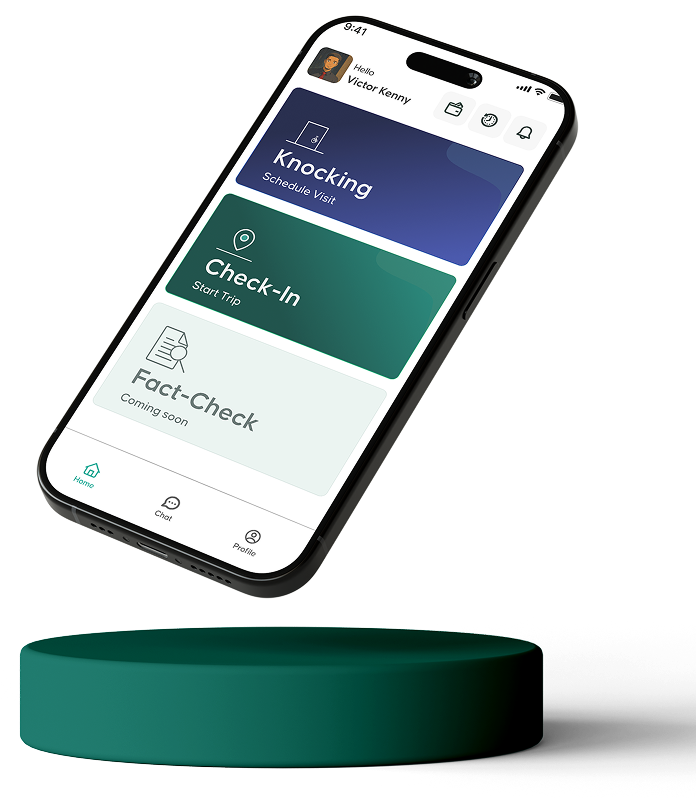 9:41
Hello
Victor Kenny
Knocking
Schedule Visit
Check-In
Start Trip
Fact-Check
Coming soon
Home
Chat
Profile